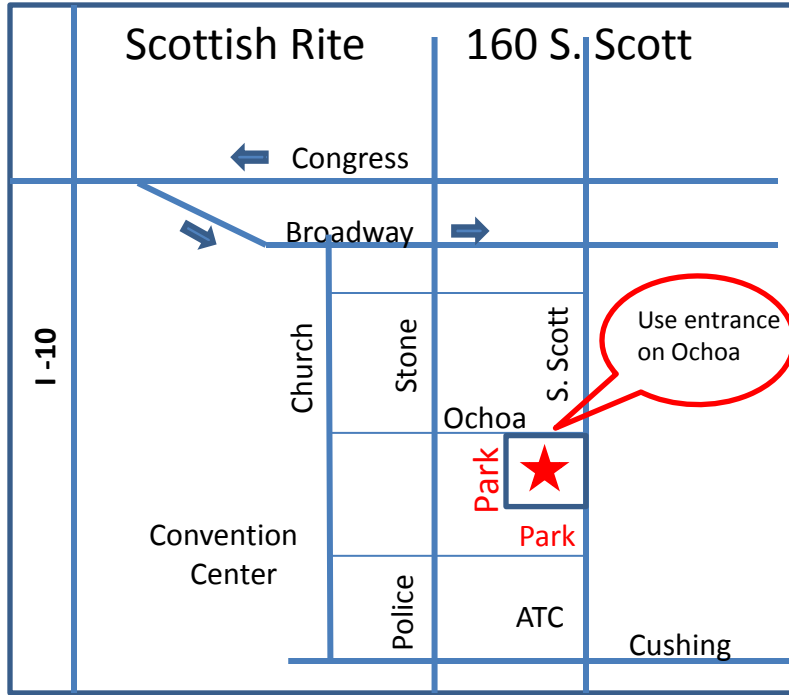 Scottish Rite
160 S. Scott
Congress
Broadway
Use entrance
on Ochoa
I -10
Church
Stone
S. Scott
Ochoa
Park
Park
Convention
Center
Police
ATC
Cushing